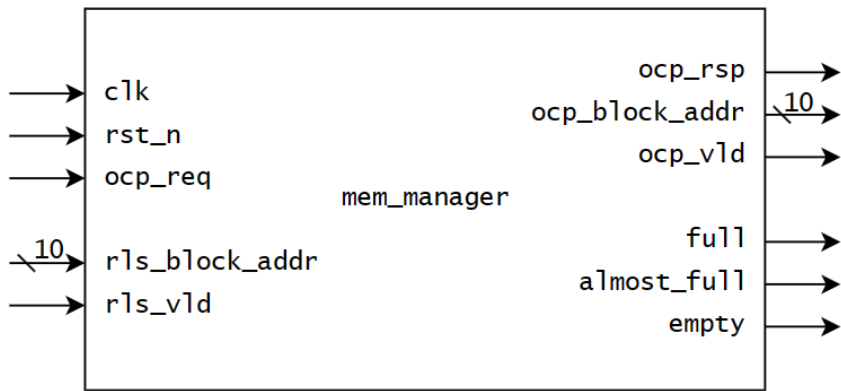 clk
rst_n
ocp_req
10
rls_block_addr
rls_vld
mem_manager
ocp_rsp
ocp_block_addr
10
ocp_vld
full
almost_full
empty